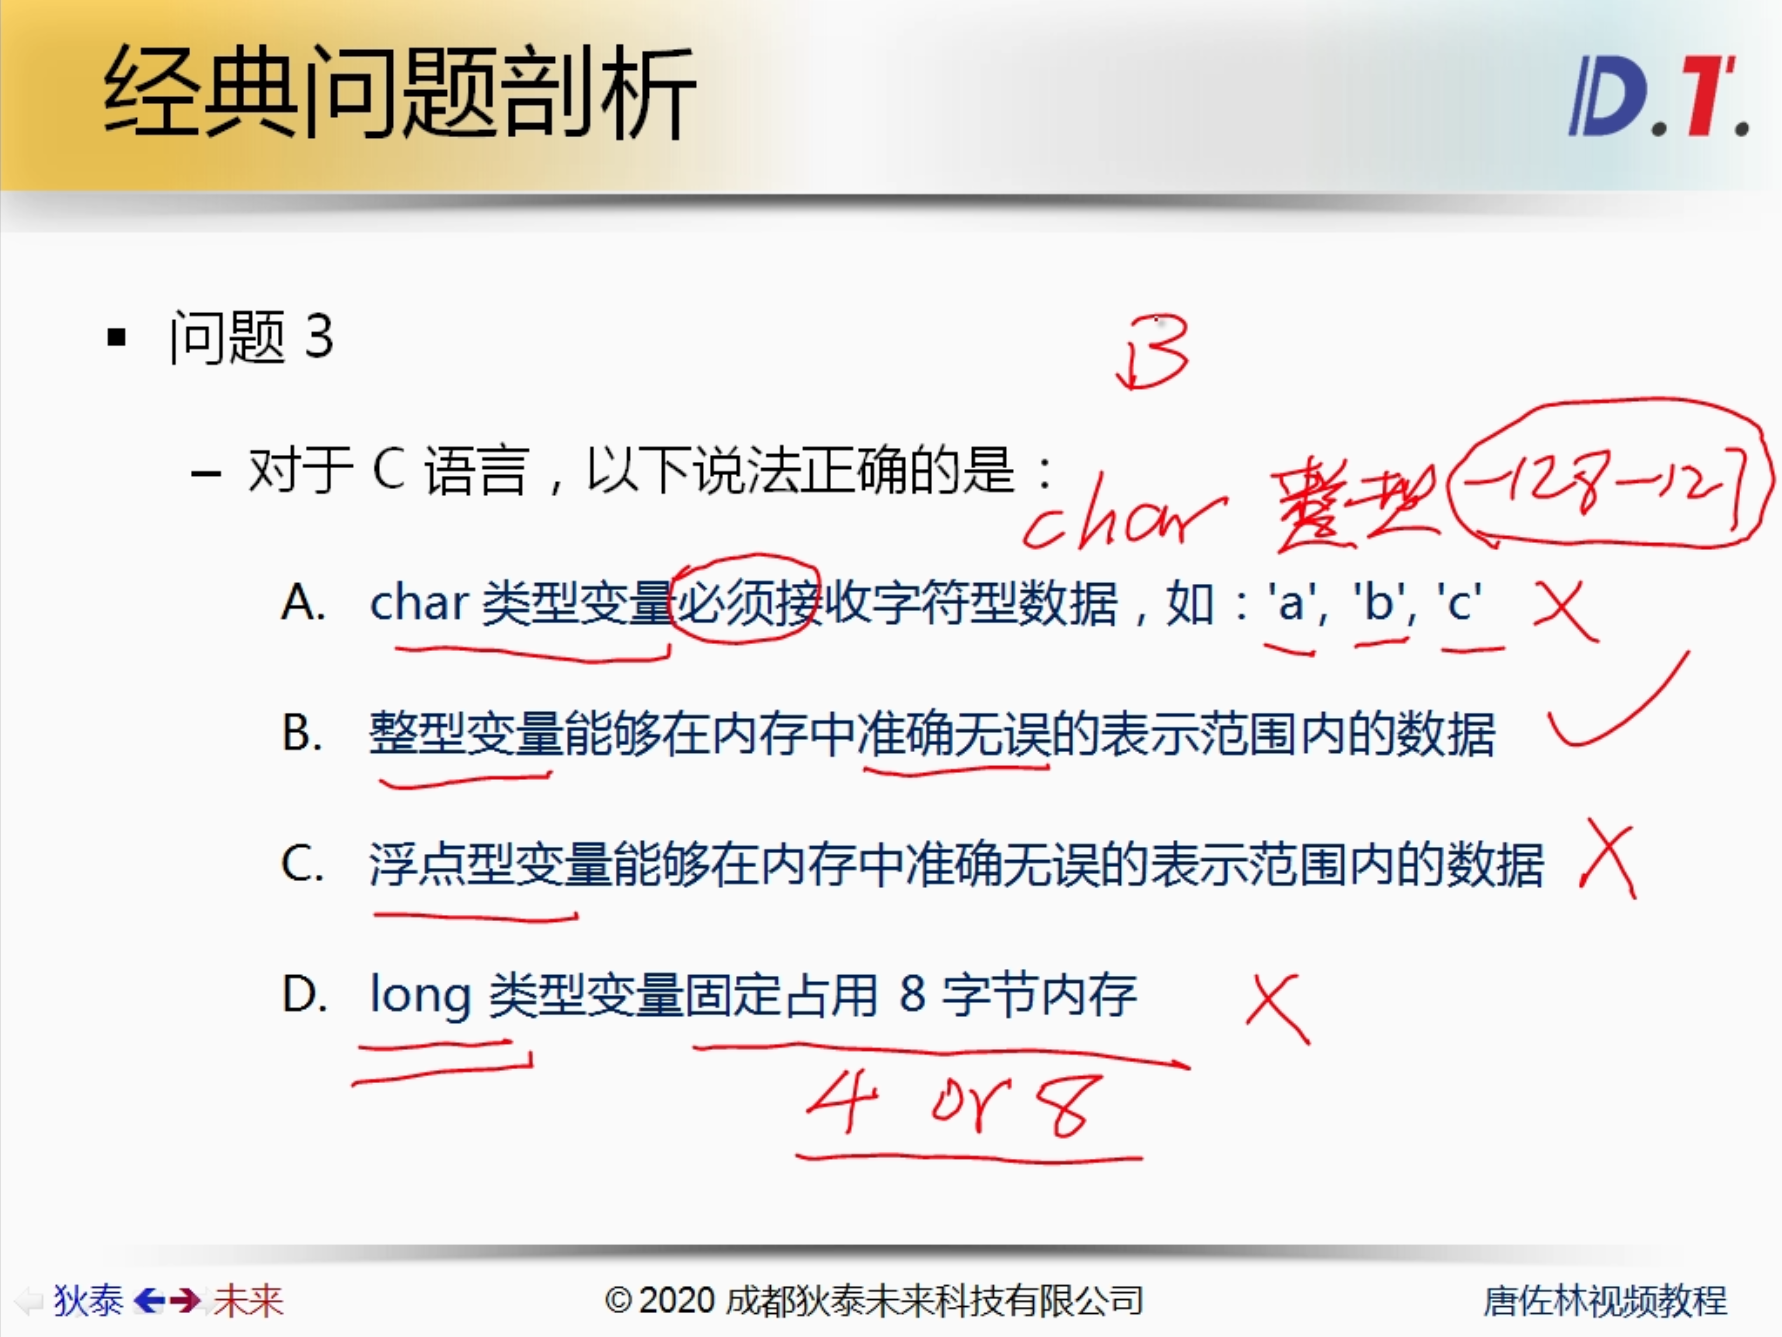 经典问题剖析
D.T.
▪ 问题 3
B
– 对于 C 语言，以下说法正确的是：
char 整型 -128-127
A. char 类型变量必须接收字符型数据，如：'a', 'b', 'c'
B. 整型变量能够在内存中准确无误的表示范围内的数据
C. 浮点型变量能够在内存中准确无误的表示范围内的数据
D. long 类型变量固定占用 8 字节内存
4 or 8
狄泰 未来
© 2020 成都狄泰未来科技有限公司
唐佐林视频教程